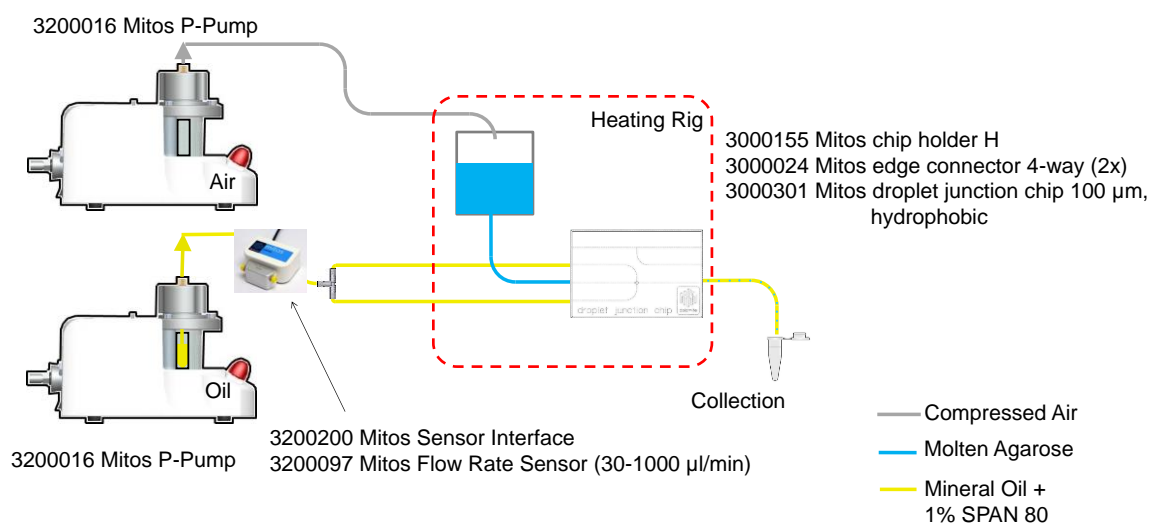 3200016 Mitos P-Pump
Air
Heating Rig
3000155 Mitos chip holder H
3000024 Mitos edge connector 4-way (2x)
3000301 Mitos droplet junction chip 100 µm,
hydrophobic
droplet junction chip
Oil
3200016 Mitos P-Pump
3200200 Mitos Sensor Interface
3200097 Mitos Flow Rate Sensor (30-1000 µl/min)
Collection
Compressed Air
Molten Agarose
Mineral Oil +
1% SPAN 80